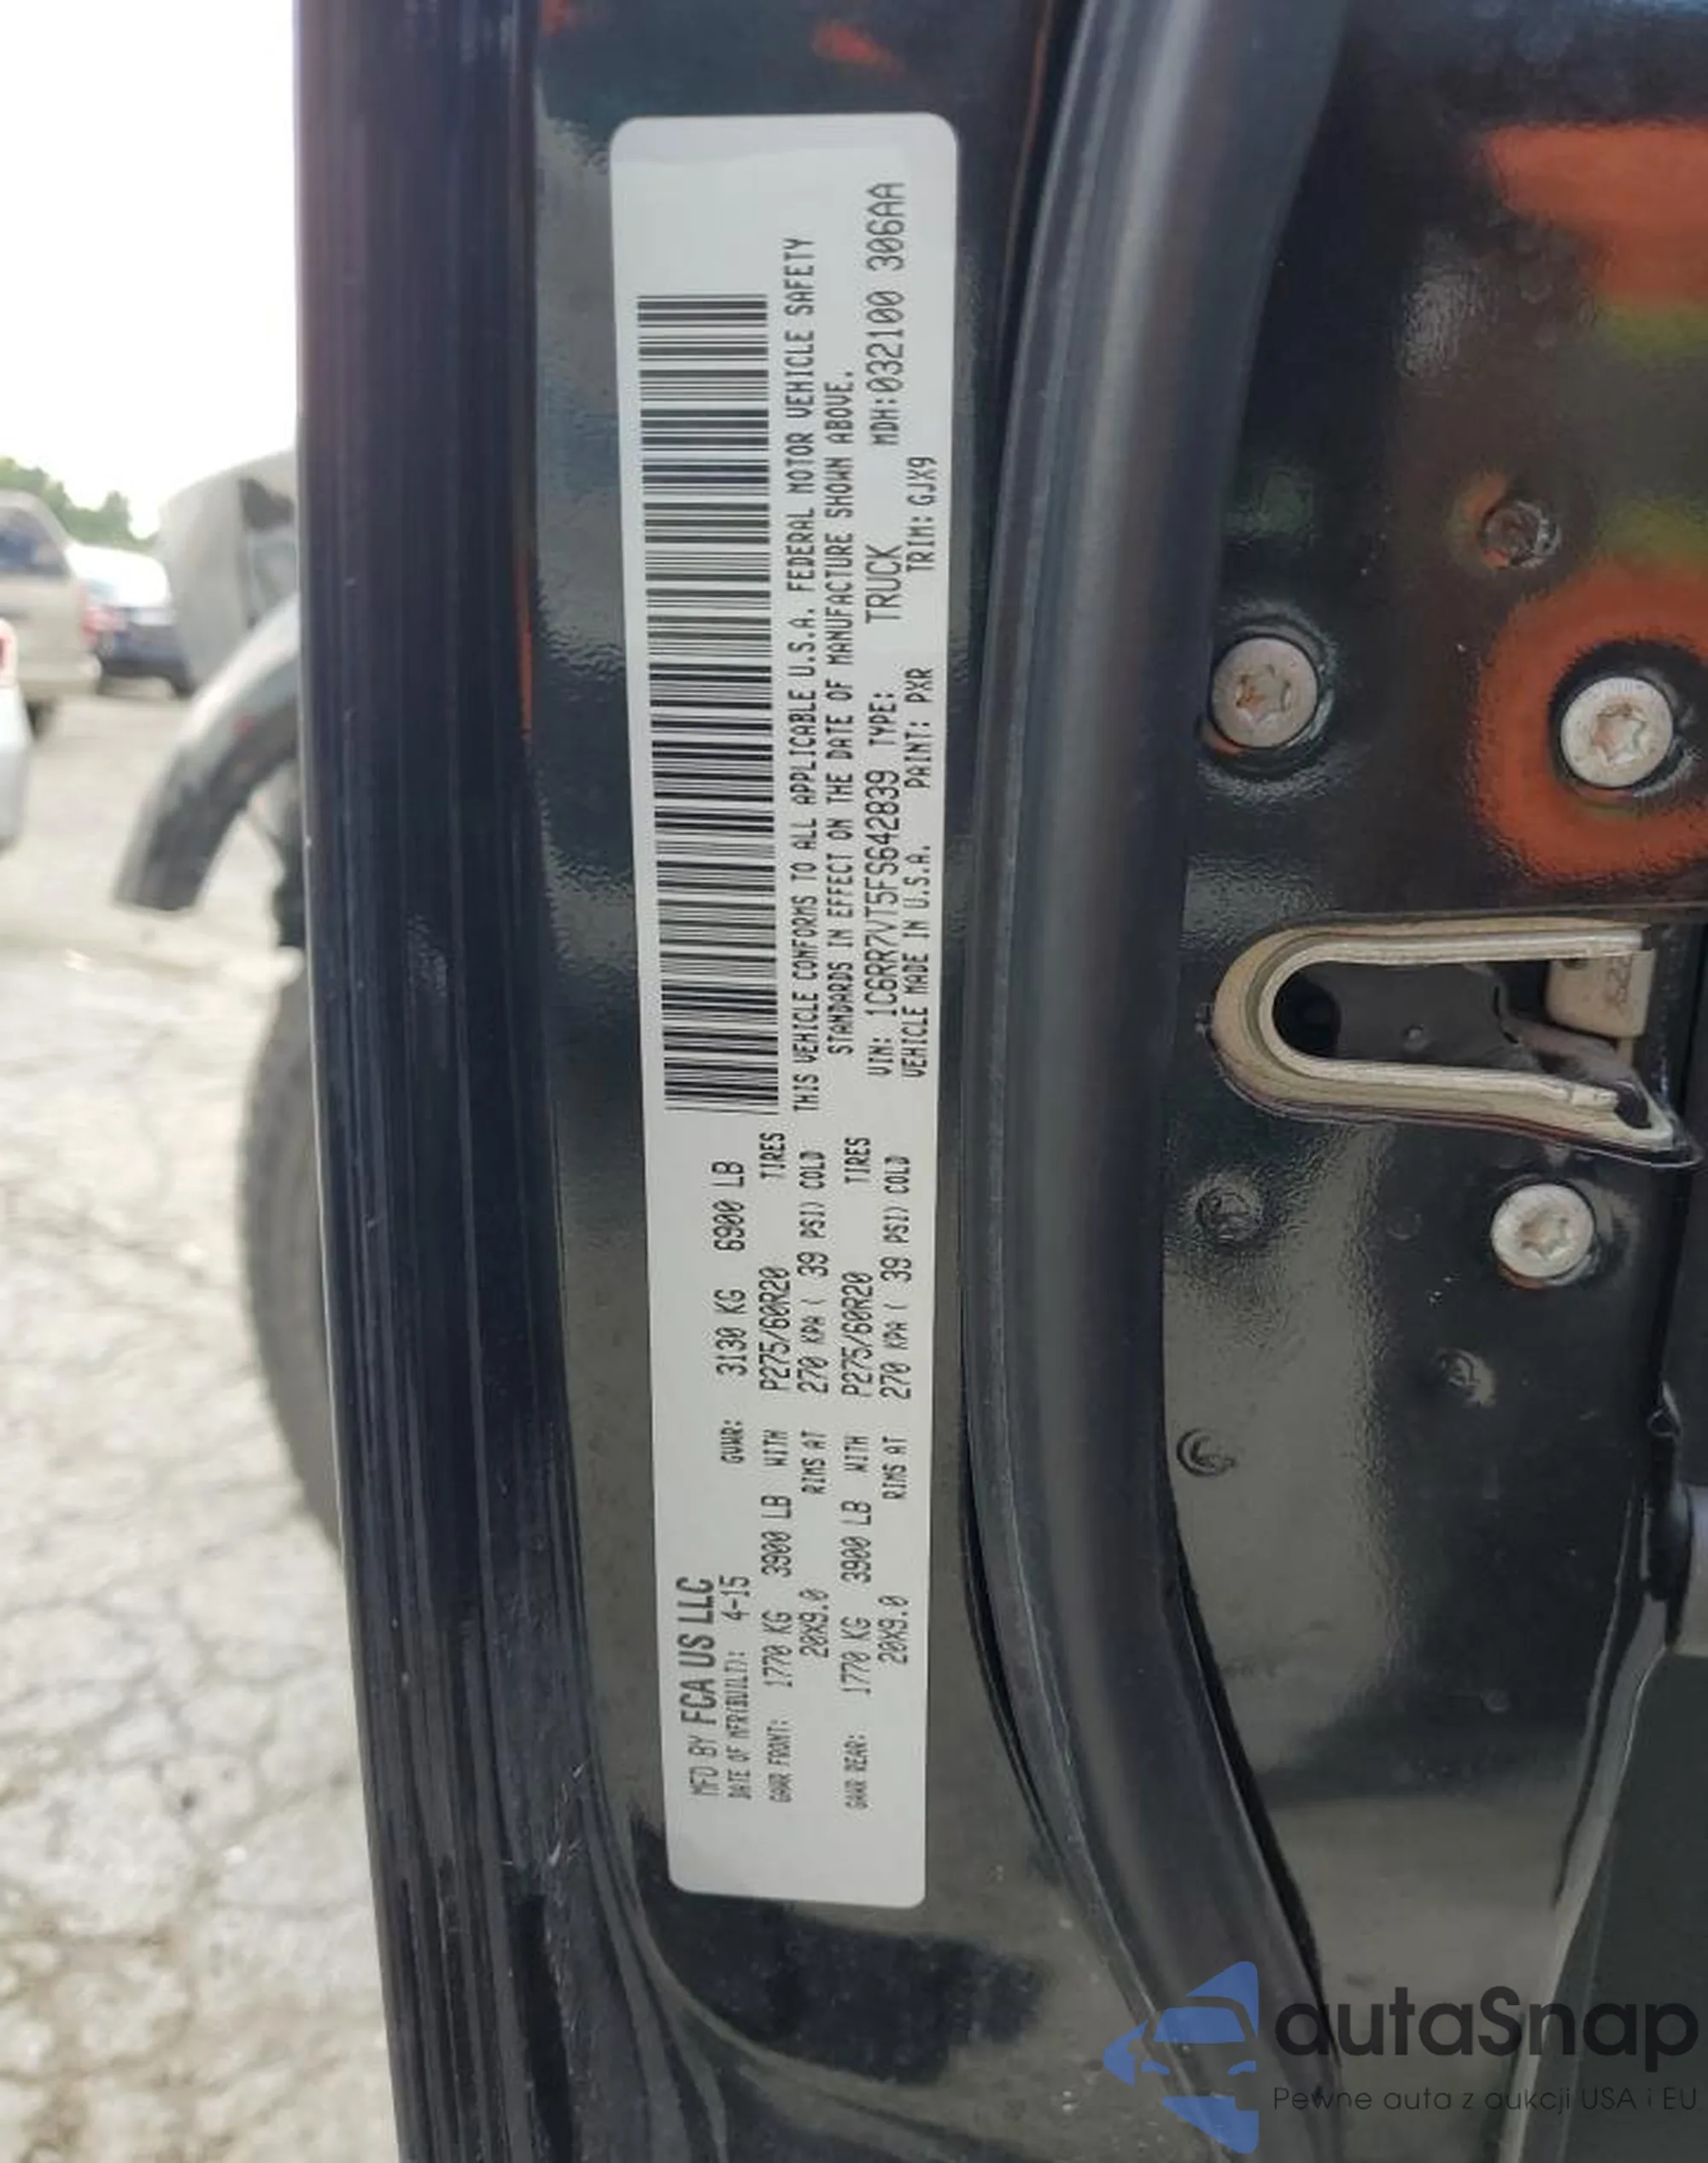 MFD BY FCA US LLC
DATE OF MFR(BUILT): 4-15
GVWR: 3130 KG 6900 LB
GAWR FRONT: 1770 KG 3900 LB WITH P275/60R20 TIRES
20X9.0 RIMS AT 270 KPA( 39 PSI) COLD
GAWR REAR: 1770 KG 3900 LB WITH P275/60R20 TIRES
20X9.0 RIMS AT 270 KPA( 39 PSI) COLD
THIS VEHICLE CONFORMS TO ALL APPLICABLE U.S.A. FEDERAL MOTOR VEHICLE SAFETY
STANDARDS IN EFFECT ON THE DATE OF MANUFACTURE SHOWN ABOVE.
VIN: 1C6RR7VT5FS642839 TYPE: TRUCK MDH:032100 306AA
VEHICLE MADE IN U.S.A. PAINT: PXR TRIM: GJX9
autaSnap
Pewne auta z aukcji USA i EU